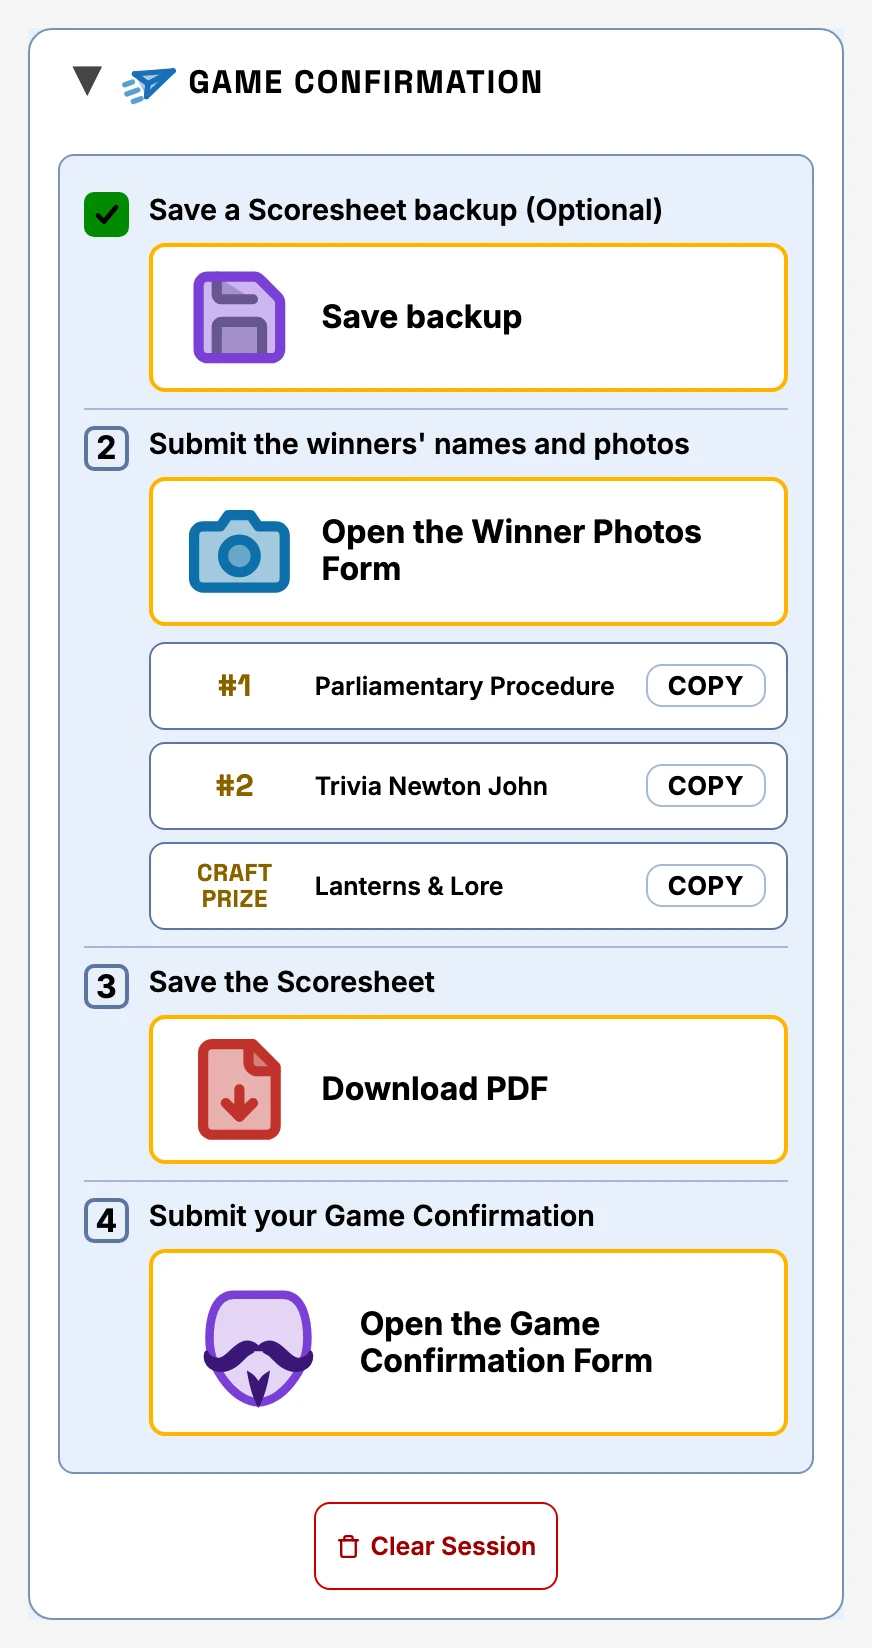 GAME CONFIRMATION
Save a Scoresheet backup (Optional)
Save backup
2
Submit the winners' names and photos
Open the Winner Photos
Form
#1
Parliamentary Procedure
COPY
#2
Trivia Newton John
COPY
CRAFT
PRIZE
Lanterns & Lore
COPY
3
Save the Scoresheet
Download PDF
4
Submit your Game Confirmation
Open the Game
Confirmation Form
Clear Session